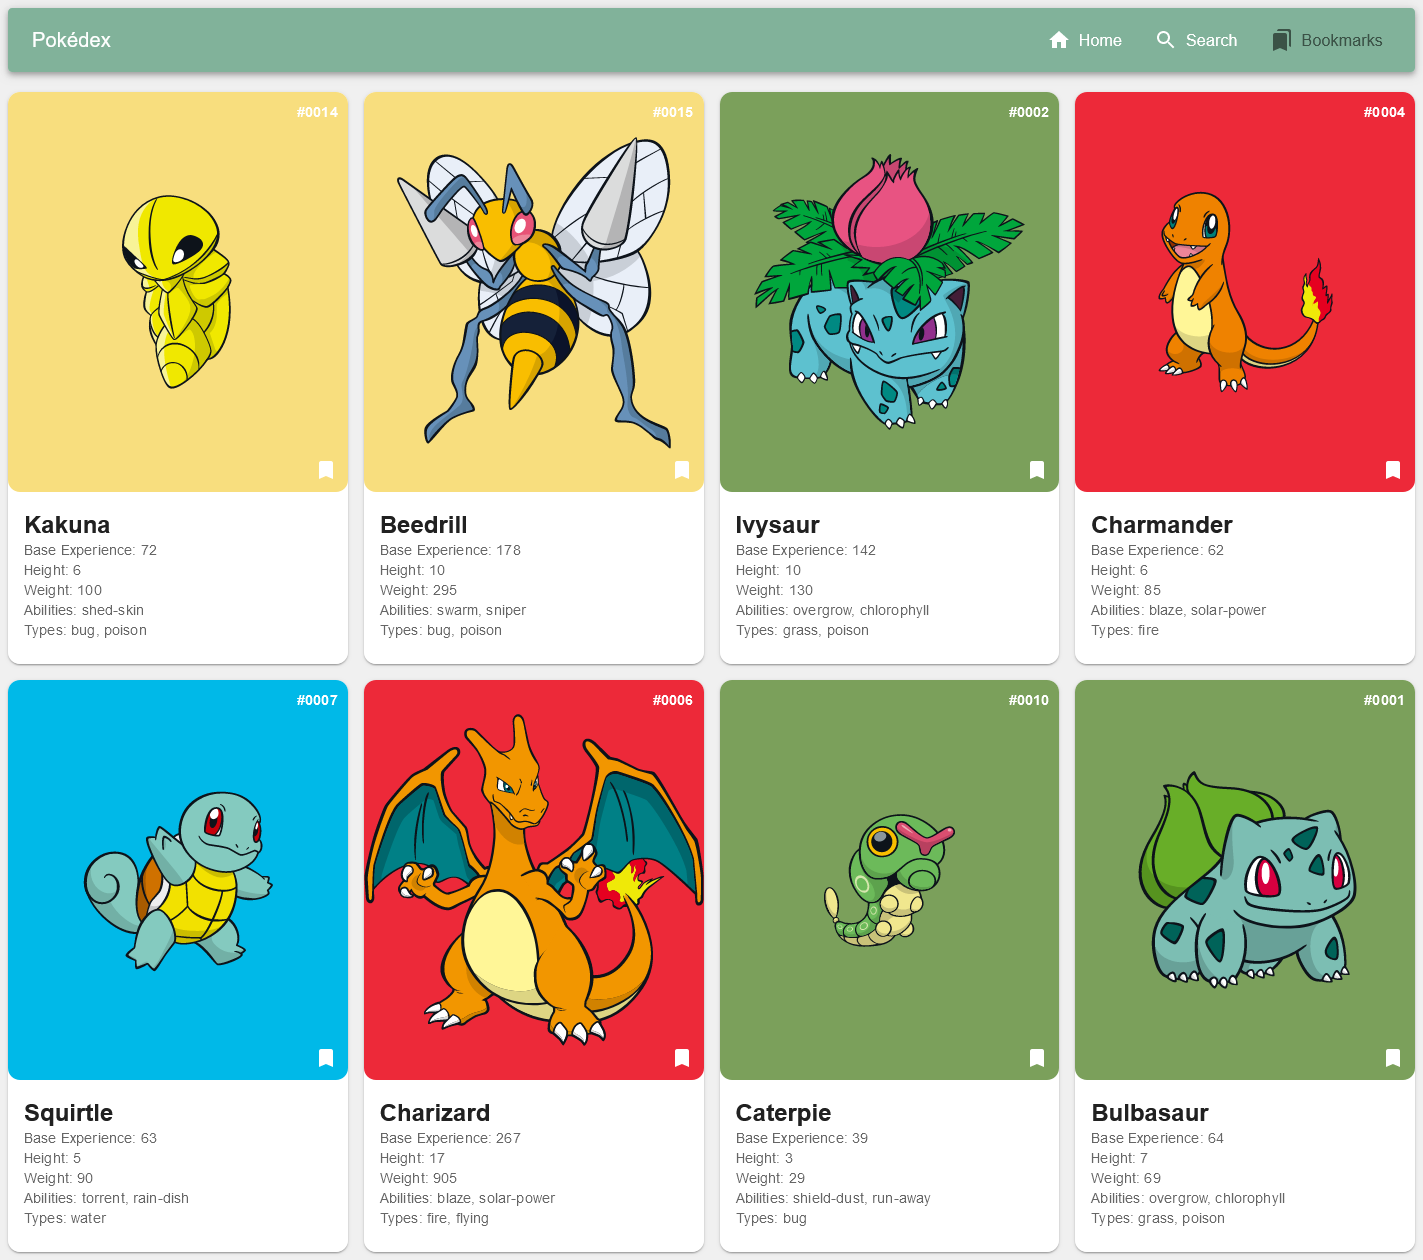 Pokédex
Home
Search
Bookmarks
#0014
Kakuna
Base Experience: 72
Height: 6
Weight: 100
Abilities: shed-skin
Types: bug, poison
#0015
Beedrill
Base Experience: 178
Height: 10
Weight: 295
Abilities: swarm, sniper
Types: bug, poison
#0002
Ivysaur
Base Experience: 142
Height: 10
Weight: 130
Abilities: overgrow, chlorophyll
Types: grass, poison
#0004
Charmander
Base Experience: 62
Height: 6
Weight: 85
Abilities: blaze, solar-power
Types: fire
#0007
Squirtle
Base Experience: 63
Height: 5
Weight: 90
Abilities: torrent, rain-dish
Types: water
#0006
Charizard
Base Experience: 267
Height: 17
Weight: 905
Abilities: blaze, solar-power
Types: fire, flying
#0010
Caterpie
Base Experience: 39
Height: 3
Weight: 29
Abilities: shield-dust, run-away
Types: bug
#0001
Bulbasaur
Base Experience: 64
Height: 7
Weight: 69
Abilities: overgrow, chlorophyll
Types: grass, poison